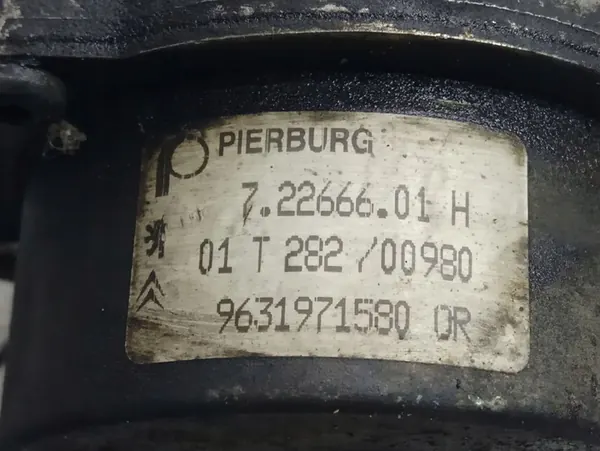 PIERBURG
7.22666.01 H
01 T 282/00980
9631971580 OR